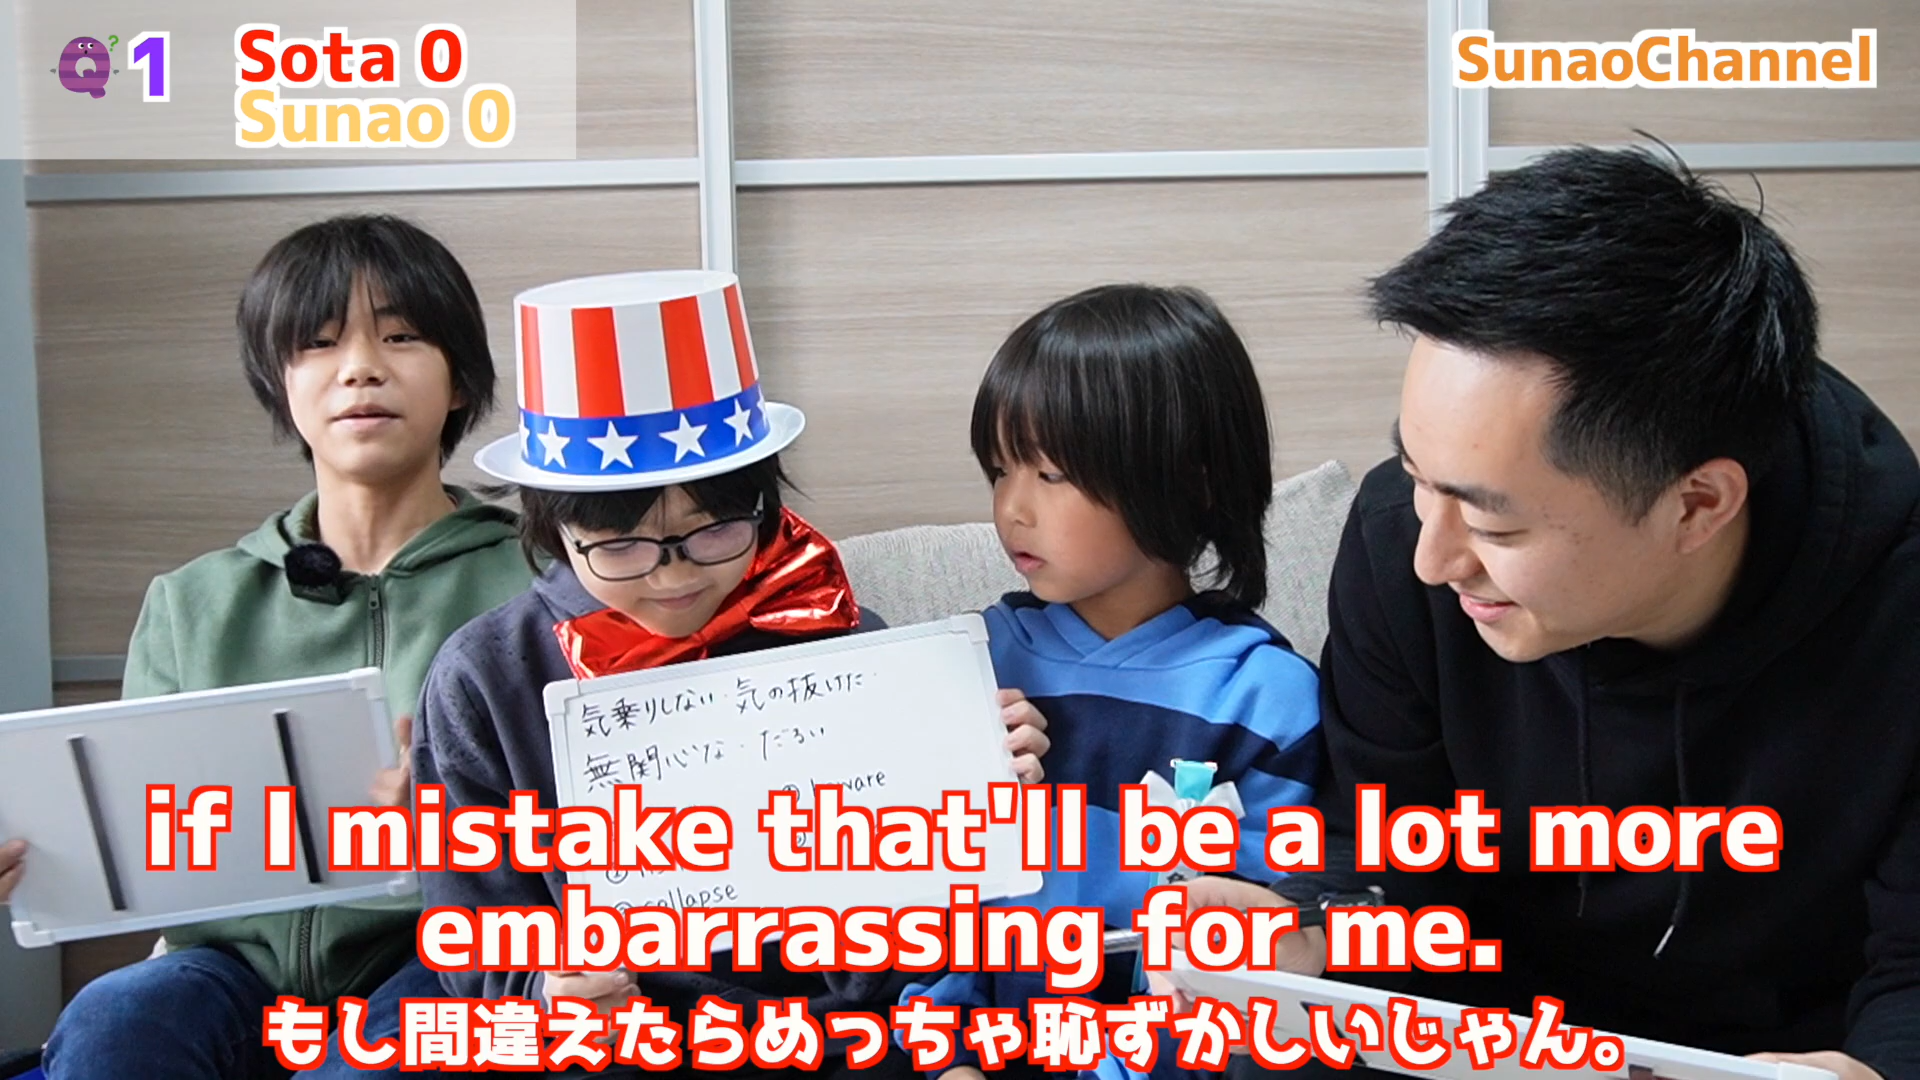 Q1
Sota 0
Sunao 0
SunaoChannel
気乗りしない・気の抜けた・
無関心な・だるい
collapse
if I mistake that'll be a lot more
embarrassing for me.
もし間違えたらめっちゃ恥ずかしいじゃん。